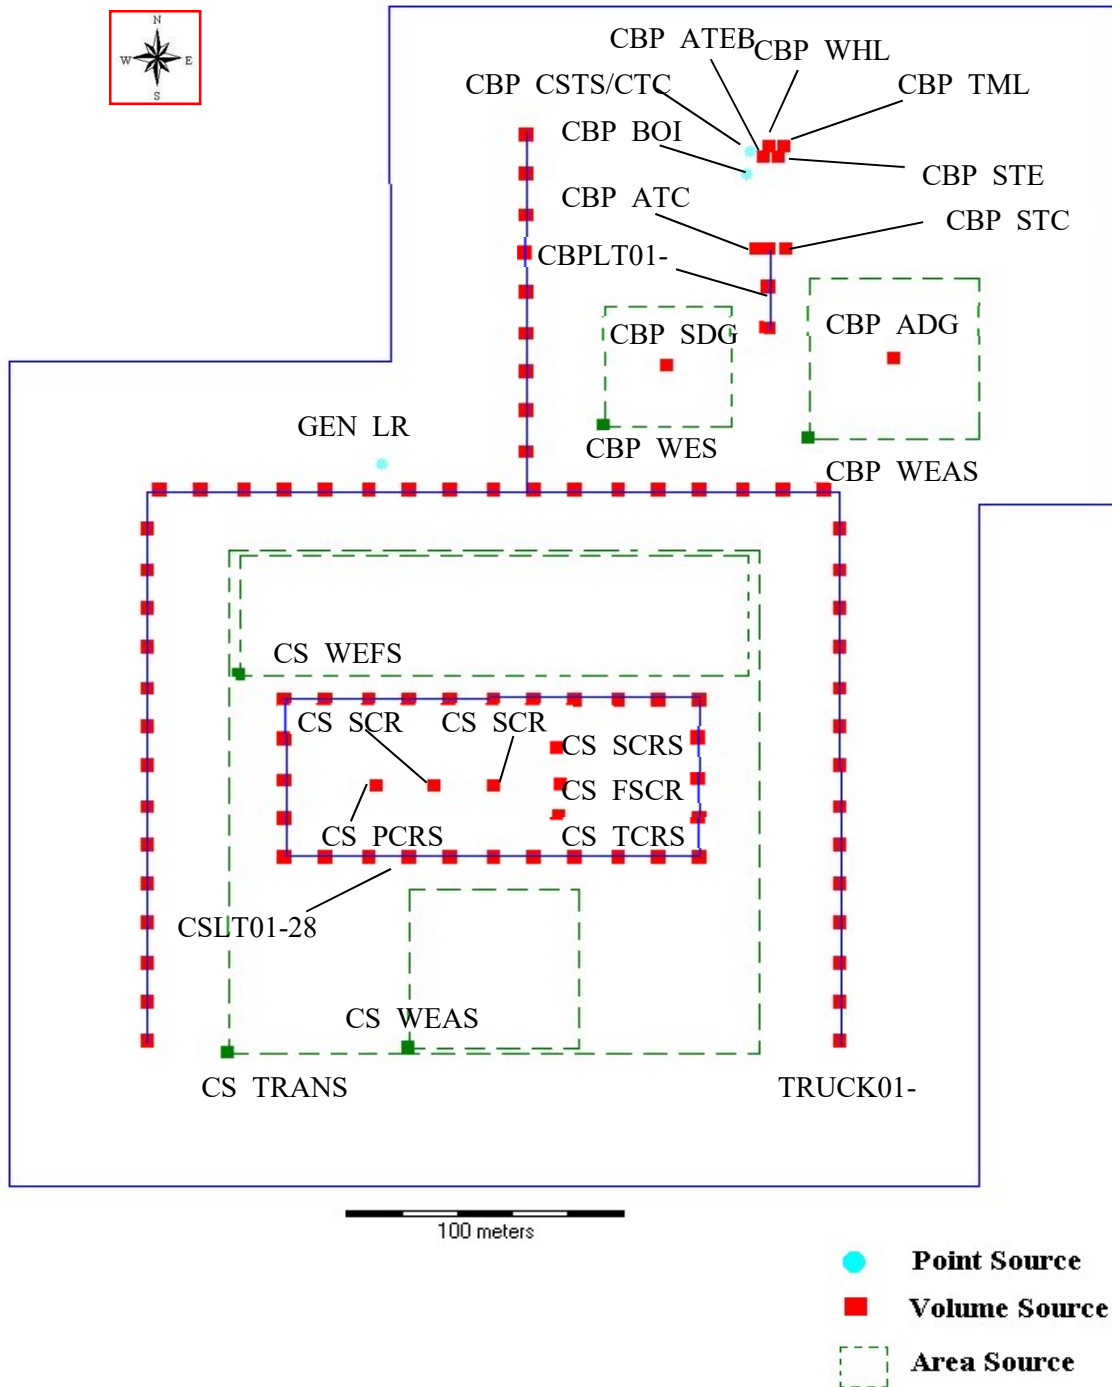 N
W E
S
CBP ATEB
CBP WHL
CBP CSTS/CTC
CBP TML
CBP BOI
CBP STE
CBP ATC
CBP STC
CBPLT01-
CBP SDG
CBP ADG
GEN LR
CBP WES
CBP WEAS
CS WEFS
CS SCR
CS SCR
CS SCRS
CS FSCR
CS PCRS
CS TCRS
CSLT01-28
CS WEAS
CS TRANS
TRUCK01-
100 meters
Point Source
Volume Source
Area Source